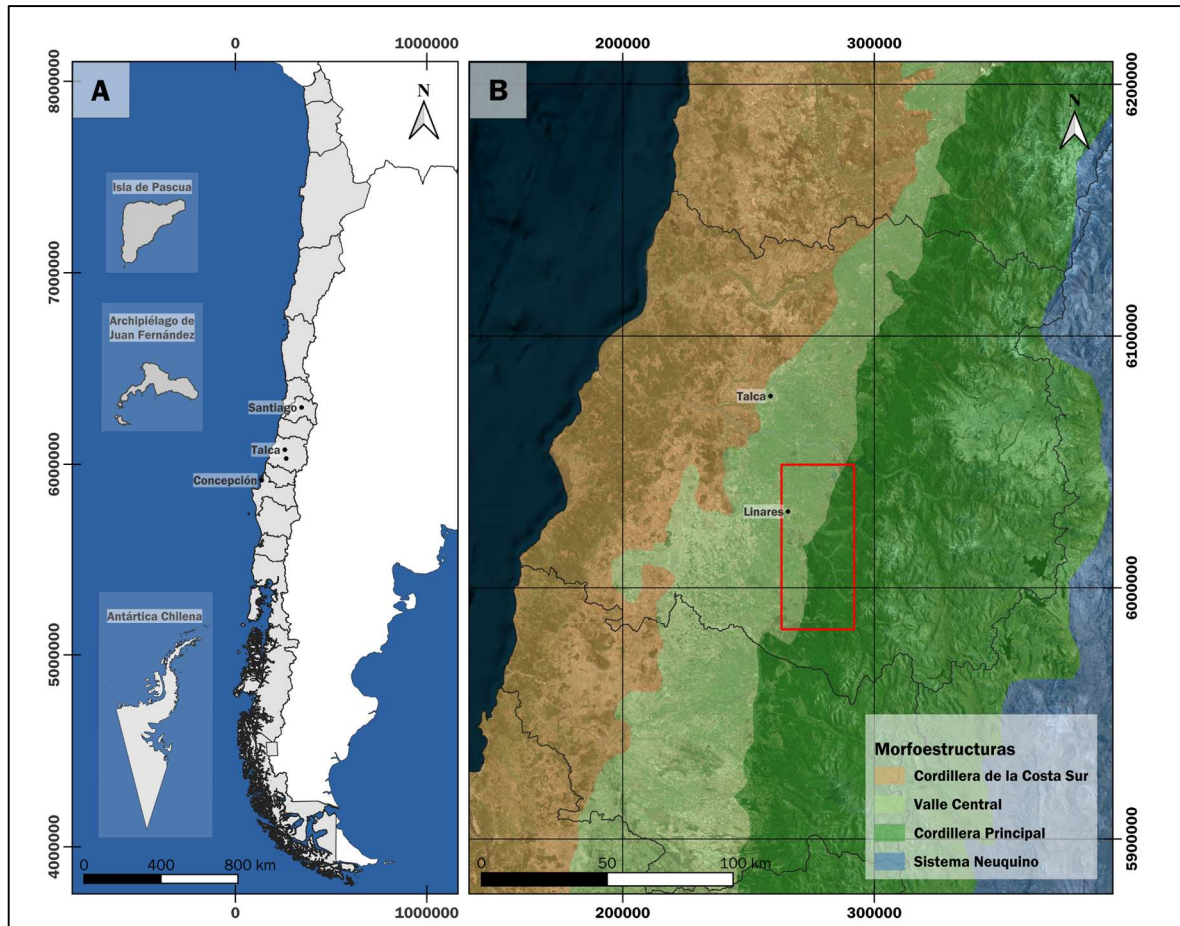 0
1000000
A
N
8000000
7000000
6000000
5000000
4000000
Isla de Pascua
Archipiélago de
Juan Fernández
Santiago
Talca
Concepción
Antártica Chilena
0
400
800 km
0
1000000
200000
300000
B
N
6200000
6100000
6000000
5900000
Talca
Linares
Morfoestructuras
Cordillera de la Costa Sur
Valle Central
Cordillera Principal
Sistema Neuquino
0
50
100 km
200000
300000